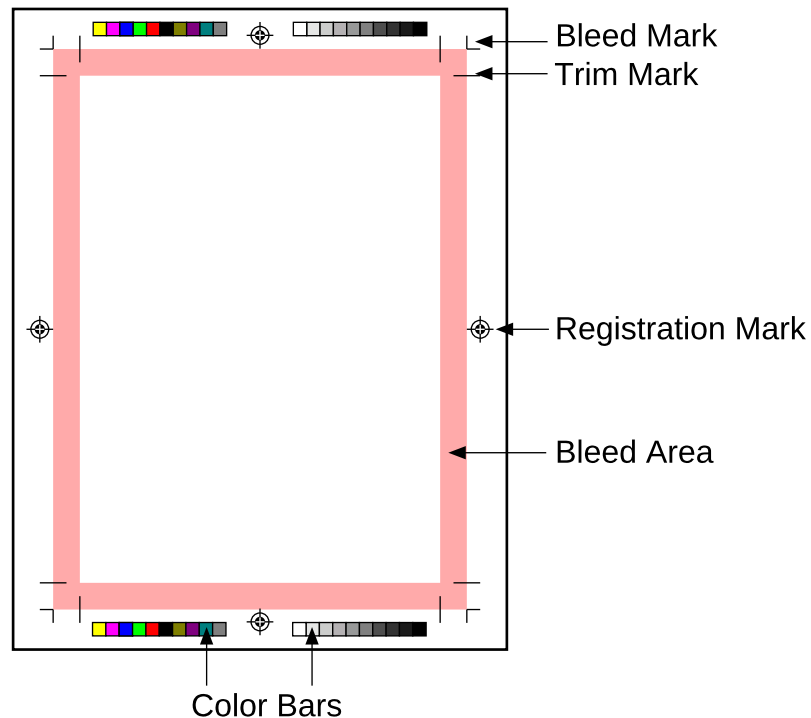 Bleed Mark
Trim Mark
Registration Mark
Bleed Area
Color Bars